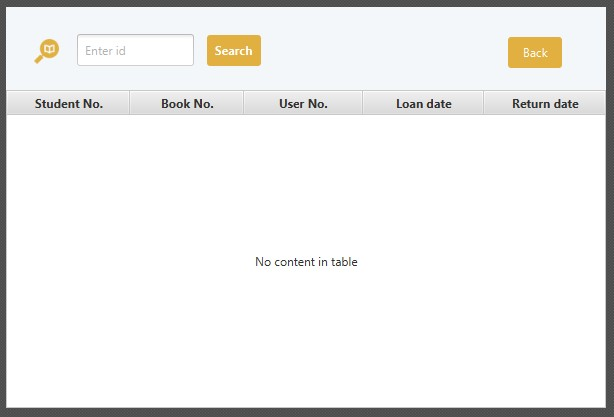 Enter id
Search
Back
Student No.
Book No.
User No.
Loan date
Return date
No content in table